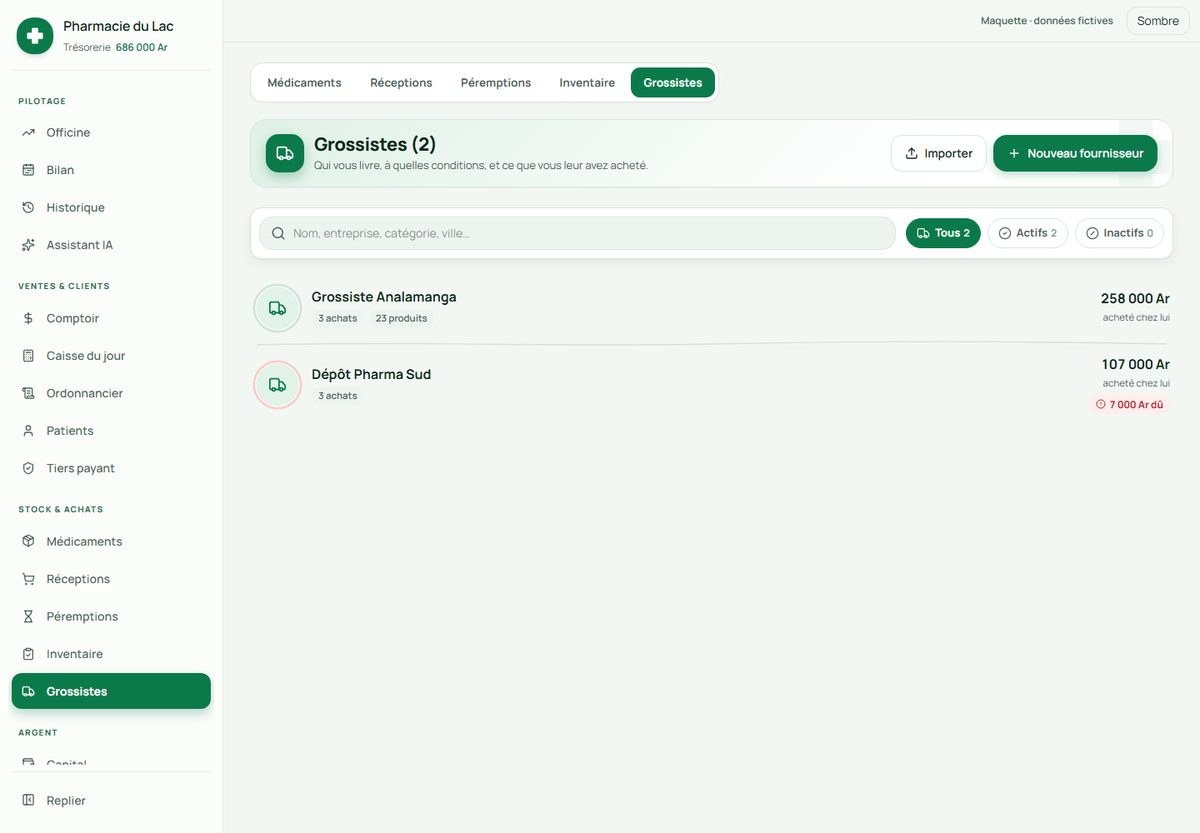 Pharmacie du Lac
Trésorerie 686 000 Ar
Maquette · données fictives
Sombre
PILOTAGE
Officine
Bilan
Historique
Assistant IA
VENTES & CLIENTS
Comptoir
Caisse du jour
Ordonnancier
Patients
Tiers payant
STOCK & ACHATS
Médicaments
Réceptions
Péremptions
Inventaire
Grossistes
ARGENT
Capital
Replier
Médicaments Réceptions Péremptions Inventaire Grossistes
Grossistes (2)
Qui vous livre, à quelles conditions, et ce que vous leur avez acheté.
Importer
+ Nouveau fournisseur
Nom, entreprise, catégorie, ville...
Tous 2
Actifs 2
Inactifs 0
Grossiste Analamanga
3 achats 23 produits
258 000 Ar
acheté chez lui
Dépôt Pharma Sud
3 achats
107 000 Ar
acheté chez lui
7 000 Ar dû